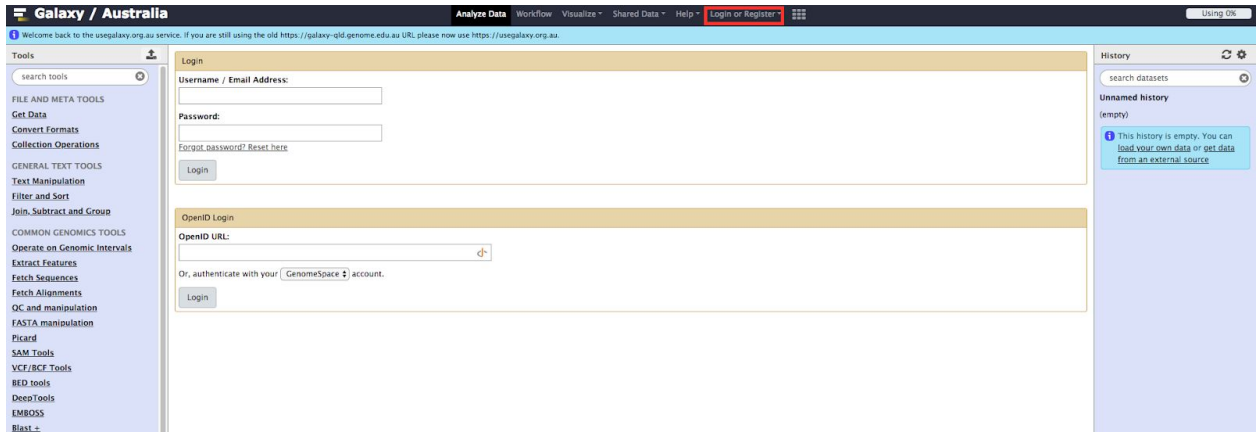 Galaxy / Australia
Analyze Data Workflow Visualize Shared Data Help Login or Register
Using 0%
Welcome back to the usegalaxy.org.au service. If you are still using the old https://galaxy-qld.genome.edu.au URL please now use https://usegalaxy.org.au.
Tools
search tools
FILE AND META TOOLS
Get Data
Convert Formats
Collection Operations
GENERAL TEXT TOOLS
Text Manipulation
Filter and Sort
Join, Subtract and Group
COMMON GENOMICS TOOLS
Operate on Genomic Intervals
Extract Features
Fetch Sequences
Fetch Alignments
QC and manipulation
FASTA manipulation
Picard
SAM Tools
VCF/BCF Tools
BED tools
DeepTools
EMBOSS
Blast +
Login
Username / Email Address:
Password:
Forgot password? Reset here
Login
OpenID Login
OpenID URL:
Or, authenticate with your GenomeSpace account.
Login
History
search datasets
Unnamed history
(empty)
This history is empty. You can
load your own data or get data
from an external source